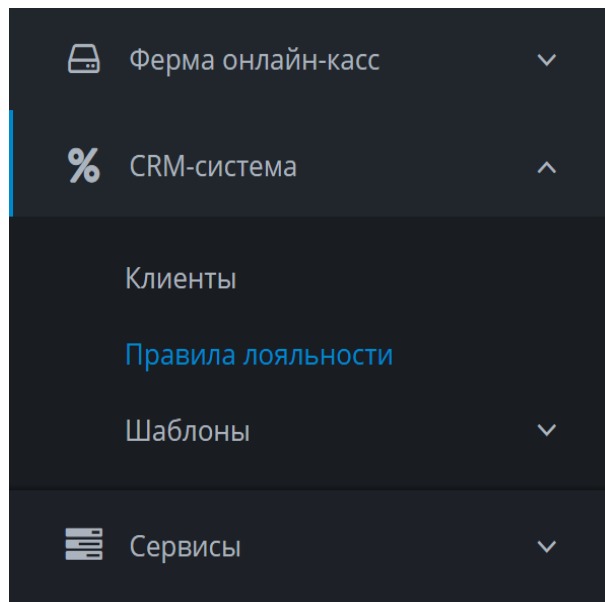 Ферма онлайн-касс
% CRM-система
Клиенты
Правила лояльности
Шаблоны
Сервисы